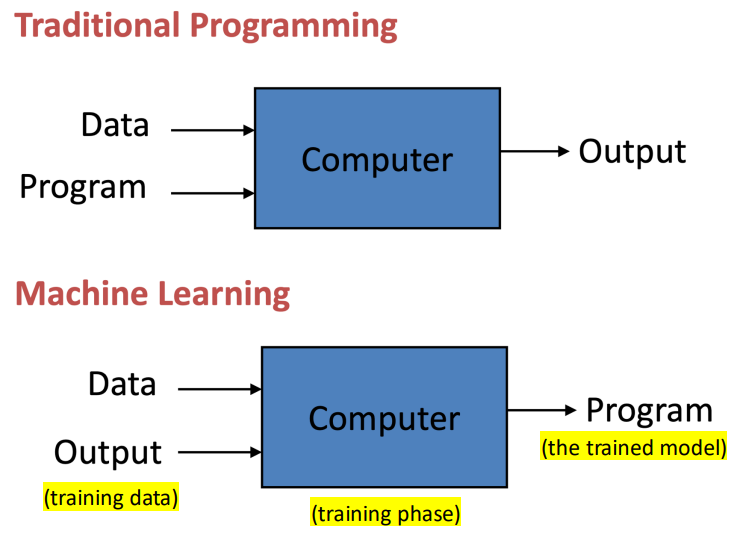 Traditional Programming
Data
Program
Computer
Output
Machine Learning
Data
Output
(training data)
Computer
(training phase)
Program
(the trained model)